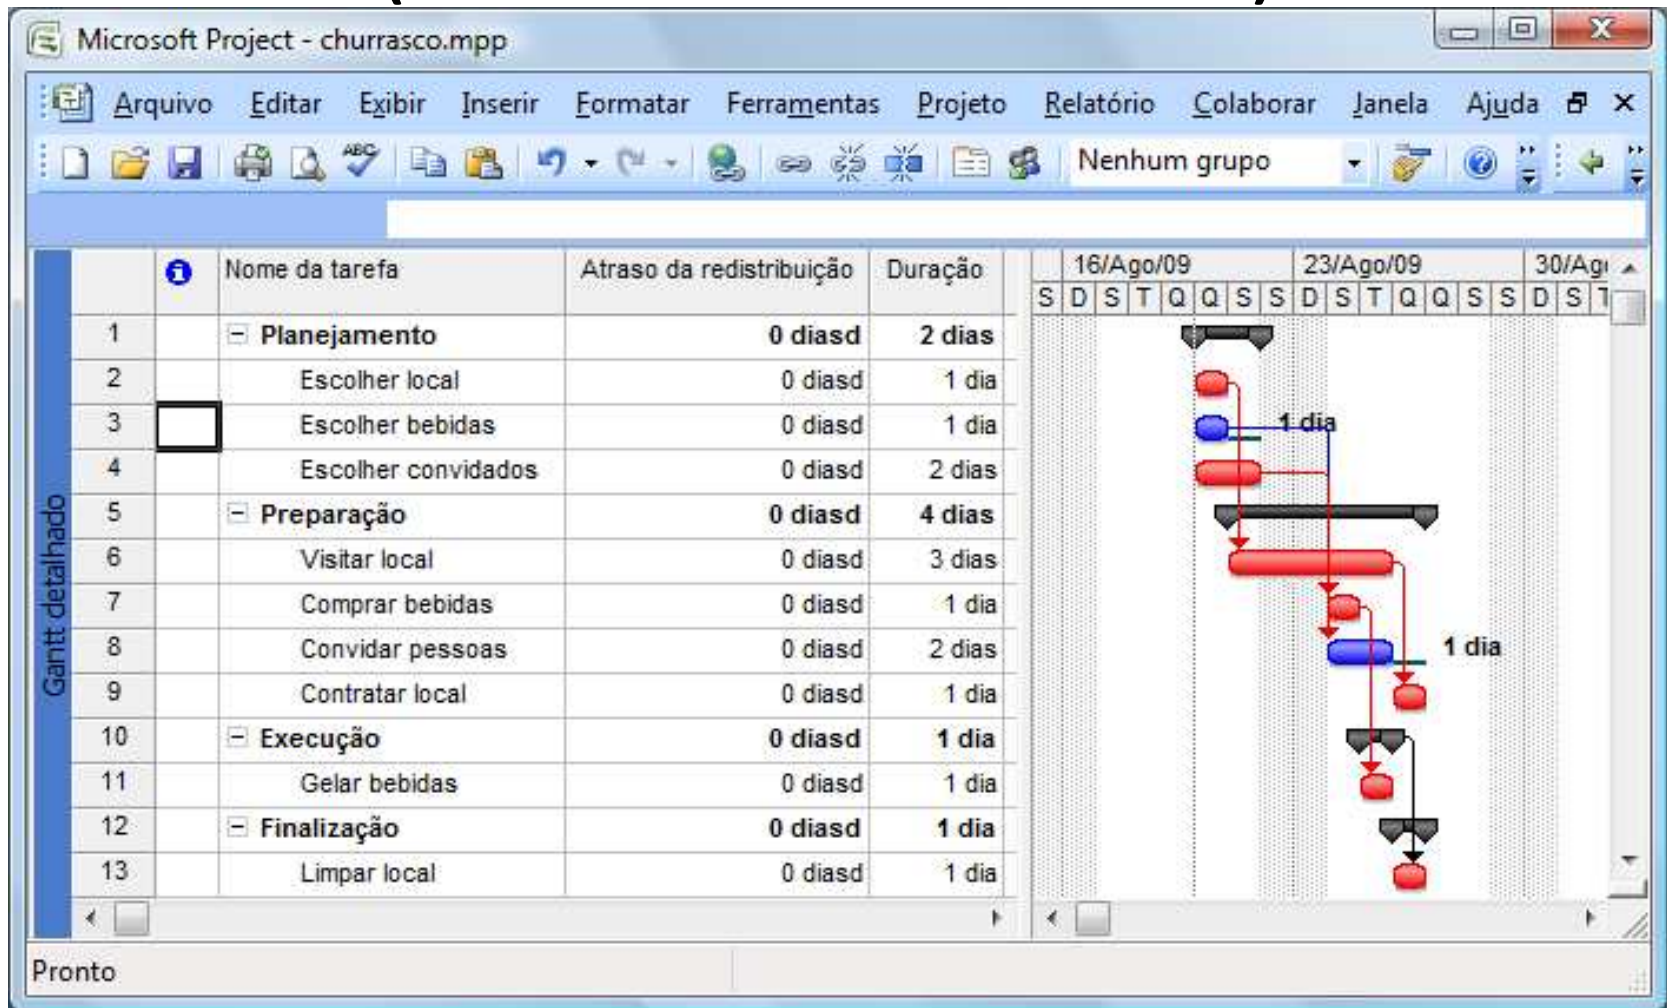 Microsoft Project - churrasco.mpp
Arquivo Editar Exibir Inserir Formatar Ferramentas Projeto Relatório Colaborar Janela Ajuda
ABC Nenhum grupo
Nome da tarefa Atraso da redistribuição Duração 16/Ago/09 23/Ago/09
S D S T Q Q S S D S T Q Q S S D S T
1 Planejamento 0 diasd 2 dias
2 Escolher local 0 diasd 1 dia
3 Escolher bebidas 0 diasd 1 dia 1 dia
4 Escolher convidados 0 diasd 2 dias
5 Preparação 0 diasd 4 dias
6 Visitar local 0 diasd 3 dias
7 Comprar bebidas 0 diasd 1 dia
8 Convidar pessoas 0 diasd 2 dias 1 dia
9 Contratar local 0 diasd 1 dia
10 Execução 0 diasd 1 dia
11 Gelar bebidas 0 diasd 1 dia
12 Finalização 0 diasd 1 dia
13 Limpar local 0 diasd 1 dia
Gantt detalhado
Pronto